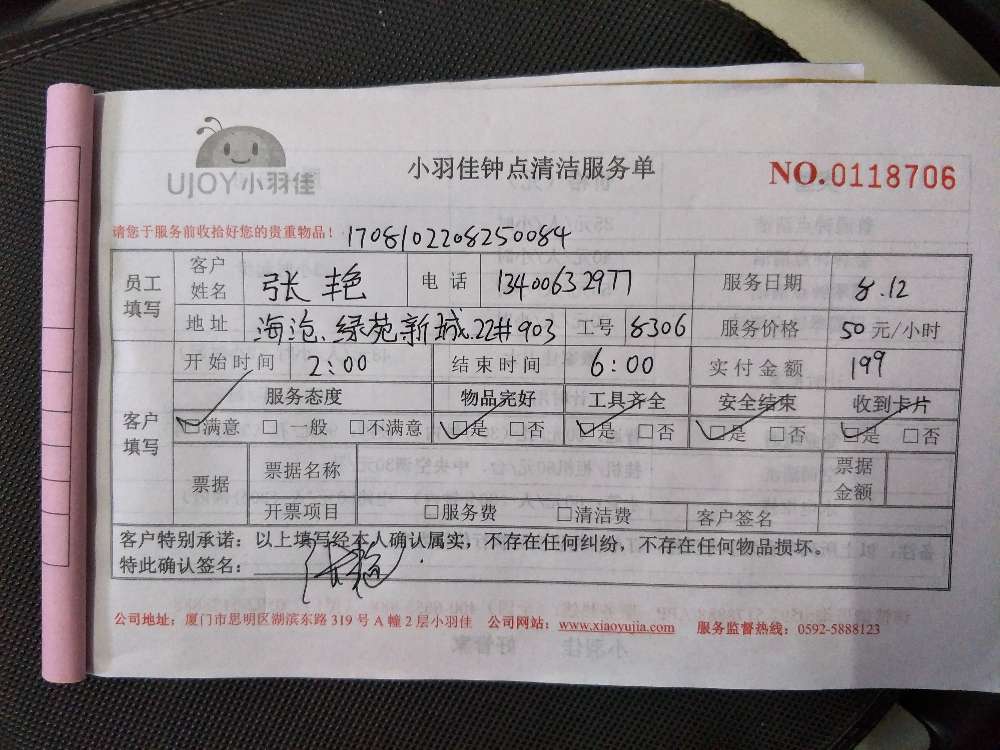 UJOY小羽佳
小羽佳钟点清洁服务单
NO.0118706
请您于服务前收拾好您的贵重物品！ 1708102208250084
员工填写 客户姓名 张艳 电话 13400632977 服务日期 8.12
地址 海沧.绿苑新城.22#903 工号 8306 服务价格 50元/小时
客户填写 开始时间 2:00 结束时间 6:00 实付金额 199
服务态度 物品完好 工具齐全 安全结束 收到卡片
☑满意 □一般 □不满意 ☑是 □否 ☑是 □否 ☑是 □否 ☑是 □否
票据 票据名称 票据金额
开票项目 □服务费 □清洁费 客户签名
客户特别承诺：以上填写经本人确认属实，不存在任何纠纷，不存在任何物品损坏。
特此确认签名：张艳
公司地址：厦门市思明区湖滨东路319号A幢2层小羽佳 公司网站：www.xiaoyujia.com 服务监督热线：0592-5888123